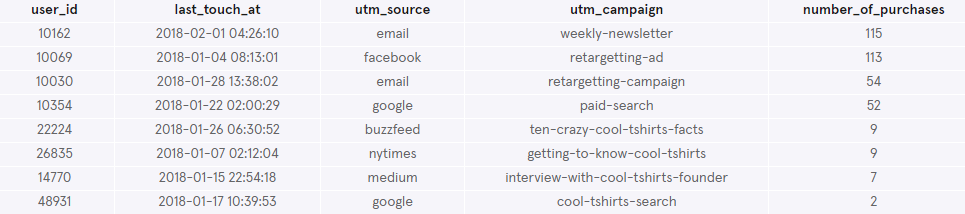 user_id last_touch_at utm_source utm_campaign number_of_purchases
10162 2018-02-01 04:26:10 email weekly-newsletter 115
10069 2018-01-04 08:13:01 facebook retargetting-ad 113
10030 2018-01-28 13:38:02 email retargetting-campaign 54
10354 2018-01-22 02:00:29 google paid-search 52
22224 2018-01-26 06:30:52 buzzfeed ten-crazy-cool-tshirts-facts 9
26835 2018-01-07 02:12:04 nytimes getting-to-know-cool-tshirts 9
14770 2018-01-15 22:54:18 medium interview-with-cool-tshirts-founder 7
48931 2018-01-17 10:39:53 google cool-tshirts-search 2